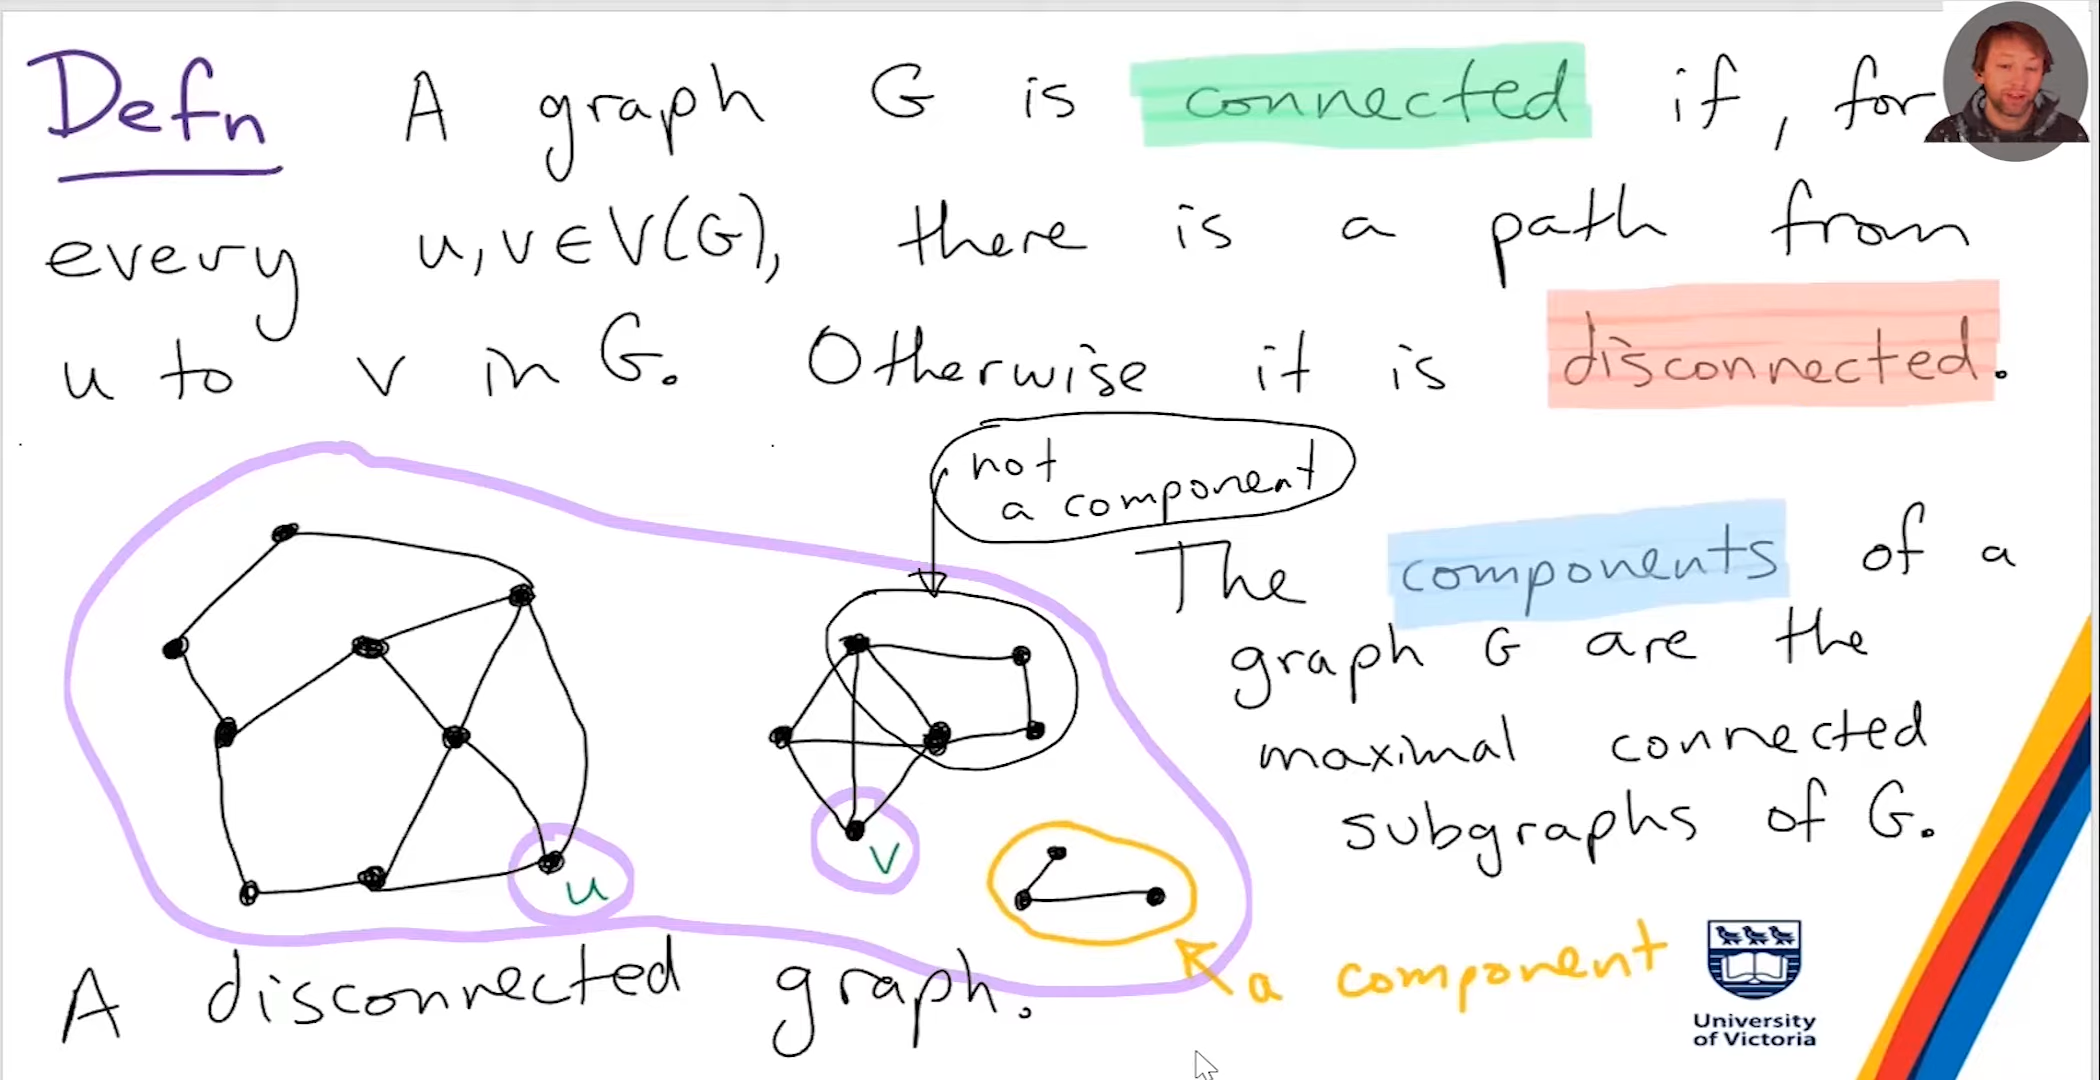 Defn A graph G is connected if, for
every u,v∈V(G), there is a path from
u to v in G. Otherwise it is disconnected.
not
a component
The components of a
graph G are the
maximal connected
subgraphs of G.
u
v
a component
A disconnected graph.
University
of Victoria